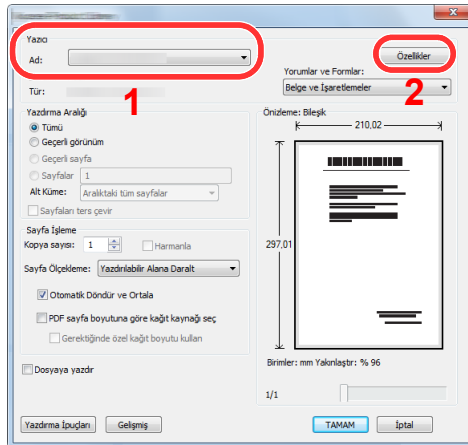 Yazıcı
Ad:
Özellikler
1
2
Tür:
Yorumlar ve Formlar:
Belge ve İşaretlemeler
Yazdırma Aralığı
Tümü
Geçerli görünüm
Geçerli sayfa
Sayfalar 1
Alt Küme: Aralıktaki tüm sayfalar
Sayfaları ters çevir
Sayfa İşleme
Kopya sayısı: 1 Harmanla
Sayfa Ölçekleme: Yazdırılabilir Alana Daralt
Otomatik Döndür ve Ortala
PDF sayfa boyutuna göre kağıt kaynağı seç
Gerektiğinde özel kağıt boyutu kullan
Dosyaya yazdır
Önizleme: Bileşik
210,02
297,01
Birimler: mm Yakınlaştır: % 96
1/1
Yazdırma İpuçları Gelişmiş TAMAM İptal